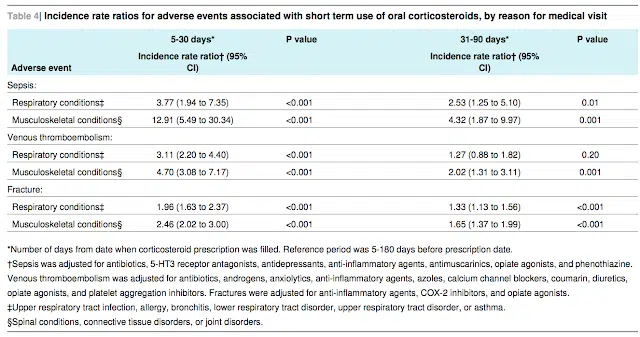 Table 4| Incidence rate ratios for adverse events associated with short term use of oral corticosteroids, by reason for medical visit
5-30 days* P value 31-90 days* P value
Adverse event Incidence rate ratio† (95% CI) Incidence rate ratio† (95% CI)
Sepsis:
Respiratory conditions‡ 3.77 (1.94 to 7.35) <0.001 2.53 (1.25 to 5.10) 0.01
Musculoskeletal conditions§ 12.91 (5.49 to 30.34) <0.001 4.32 (1.87 to 9.97) 0.001
Venous thromboembolism:
Respiratory conditions‡ 3.11 (2.20 to 4.40) <0.001 1.27 (0.88 to 1.82) 0.20
Musculoskeletal conditions§ 4.70 (3.08 to 7.17) <0.001 2.02 (1.31 to 3.11) 0.001
Fracture:
Respiratory conditions‡ 1.96 (1.63 to 2.37) <0.001 1.33 (1.13 to 1.56) <0.001
Musculoskeletal conditions§ 2.46 (2.02 to 3.00) <0.001 1.65 (1.37 to 1.99) <0.001
*Number of days from date when corticosteroid prescription was filled. Reference period was 5-180 days before prescription date.
†Sepsis was adjusted for antibiotics, 5-HT3 receptor antagonists, antidepressants, anti-inflammatory agents, antimuscarinics, opiate agonists, and phenothiazine.
Venous thromboembolism was adjusted for antibiotics, androgens, anxiolytics, anti-inflammatory agents, azoles, calcium channel blockers, coumarin, diuretics,
opiate agonists, and platelet aggregation inhibitors. Fractures were adjusted for anti-inflammatory agents, COX-2 inhibitors, and opiate agonists.
‡Upper respiratory tract infection, allergy, bronchitis, lower respiratory tract disorder, upper respiratory tract disorder, or asthma.
§Spinal conditions, connective tissue disorders, or joint disorders.